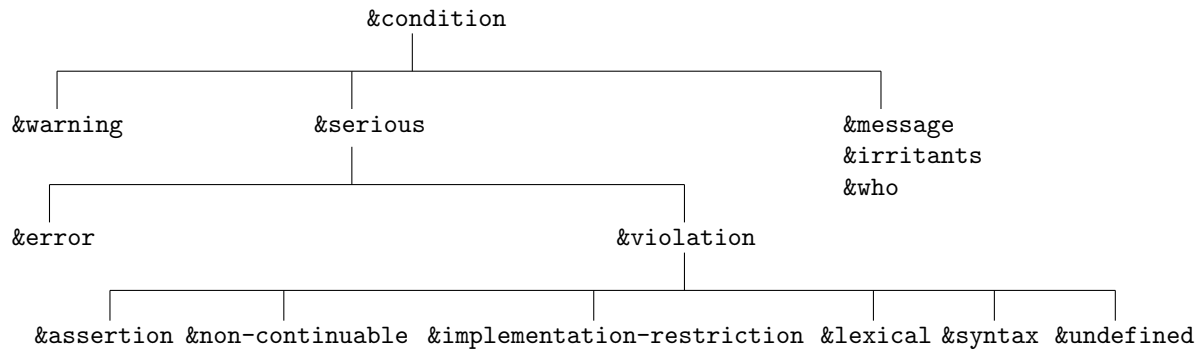 &condition
&warning &serious &message
&irritants
&who
&error &violation
&assertion &non-continuable &implementation-restriction &lexical &syntax &undefined